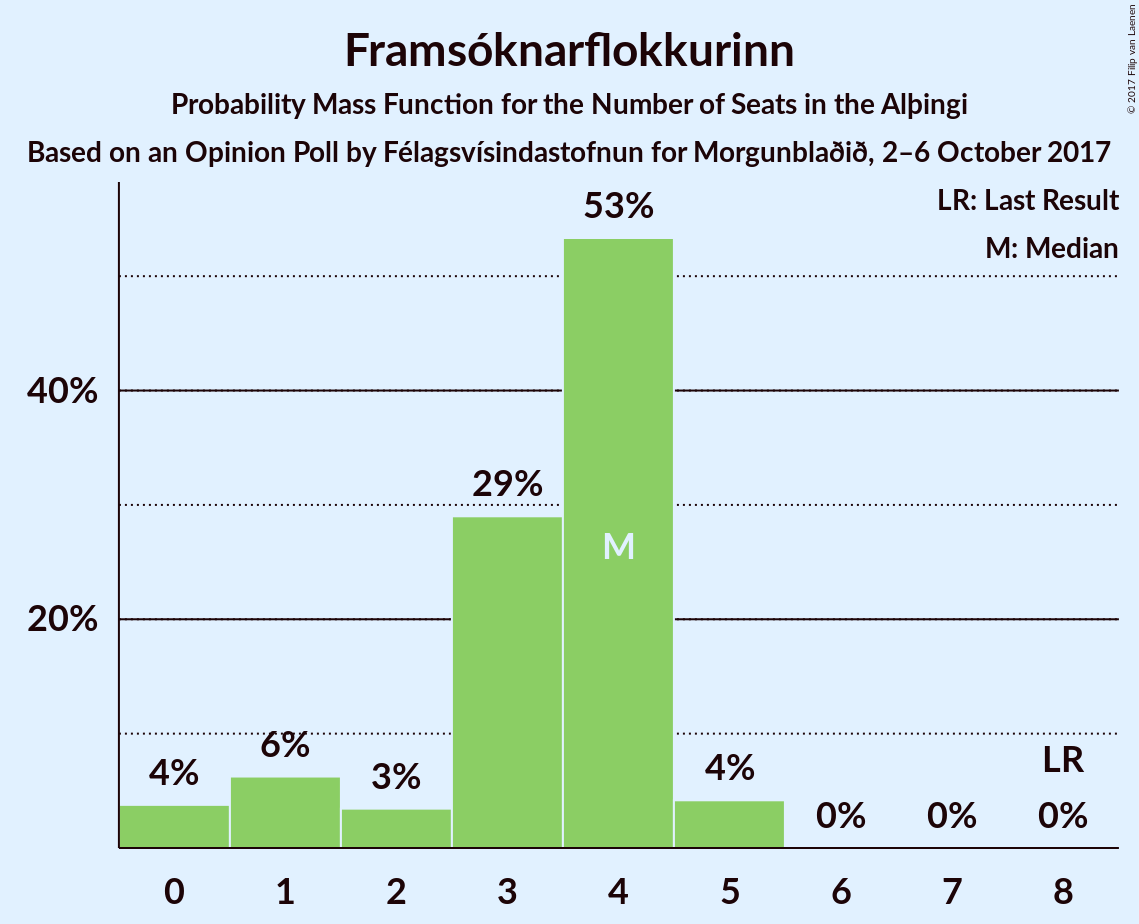 Framsóknarflokkurinn
Probability Mass Function for the Number of Seats in the Alþingi
Based on an Opinion Poll by Félagsvísindastofnun for Morgunblaðið, 2–6 October 2017
© 2017 Filip van Laenen
LR: Last Result
M: Median
53%
40%
29%
M
20%
6%
4%
3%
4%
LR
0%
0%
0%
0 1 2 3 4 5 6 7 8